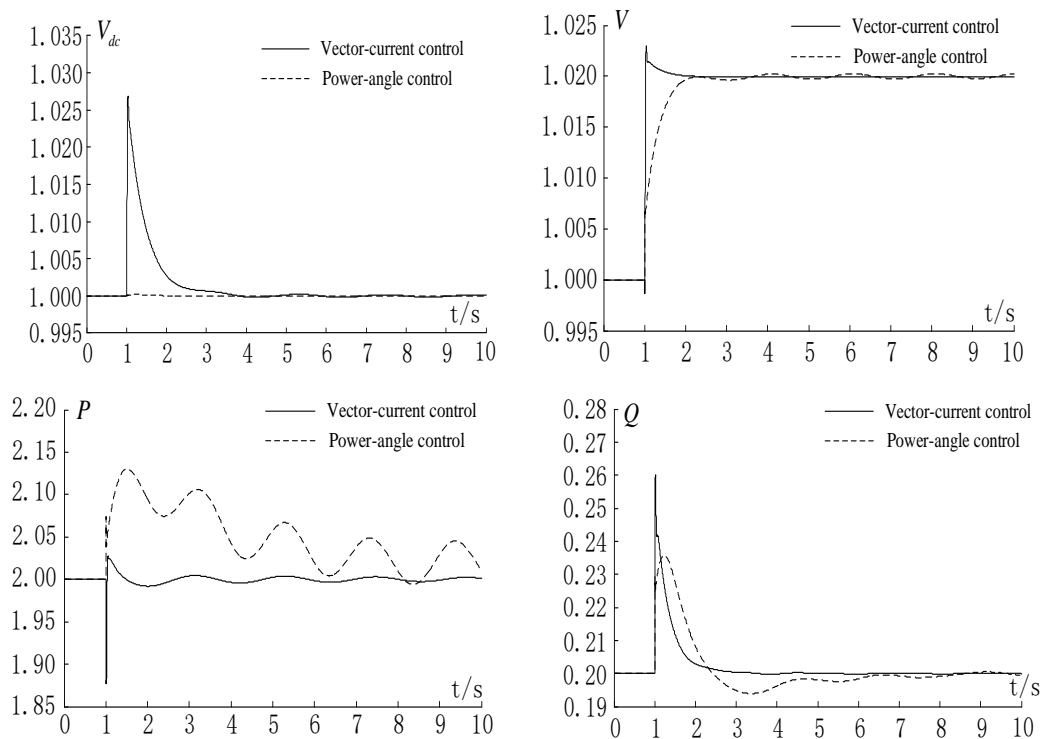 V_dc
Vector-current control
Power-angle control
1.035
1.030
1.025
1.020
1.015
1.010
1.005
1.000
0.995
t/s
0 1 2 3 4 5 6 7 8 9 10
V
Vector-current control
Power-angle control
1.025
1.020
1.015
1.010
1.005
1.000
0.995
t/s
0 1 2 3 4 5 6 7 8 9 10
P
Vector-current control
Power-angle control
2.20
2.15
2.10
2.05
2.00
1.95
1.90
1.85
t/s
0 1 2 3 4 5 6 7 8 9 10
Q
Vector-current control
Power-angle control
0.28
0.27
0.26
0.25
0.24
0.23
0.22
0.21
0.20
0.19
t/s
0 1 2 3 4 5 6 7 8 9 10